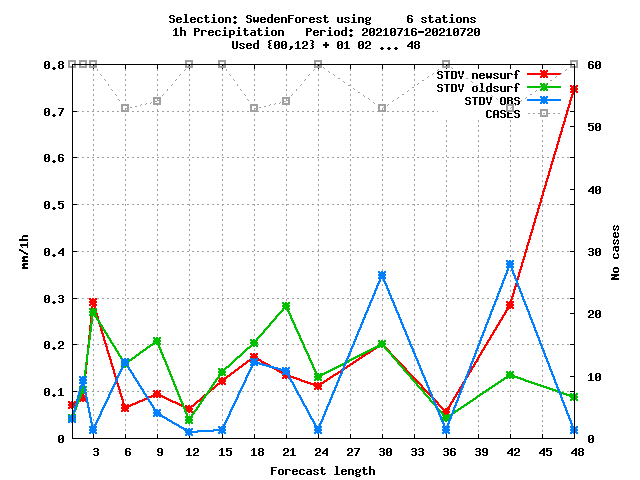 Selection: SwedenForest using 6 stations
1h Precipitation Period: 20210716-20210720
Used {00,12} + 01 02 ... 48
STDV newsurf
STDV oldsurf
STDV OBS
CASES
0.8
0.7
0.6
0.5
0.4
0.3
0.2
0.1
0
mm/1h
60
50
40
30
20
10
0
No cases
3 6 9 12 15 18 21 24 27 30 33 36 39 42 45 48
Forecast length